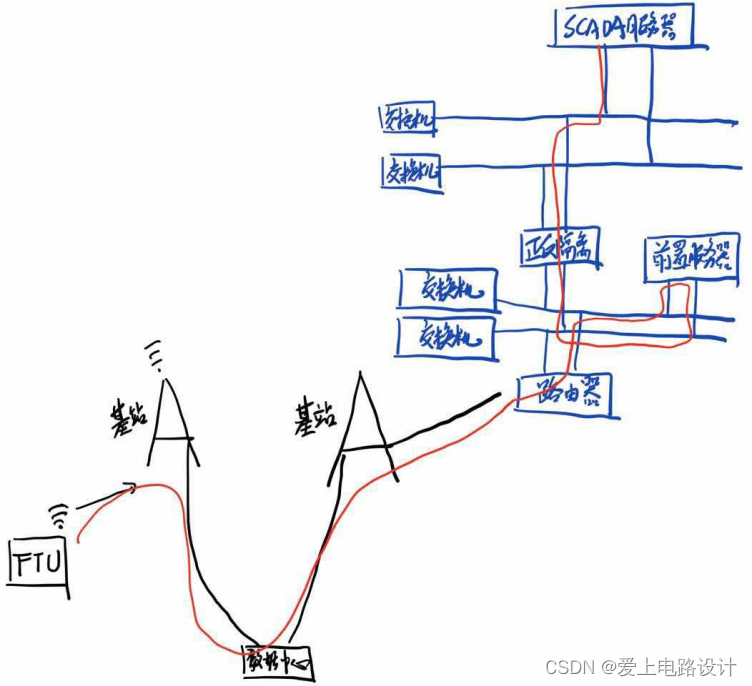 SCADA服务器
交换机
交换机
正反隔离
前置服务器
交换机
交换机
路由器
基站
基站
FTU
数据中心
CSDN @爱上电路设计